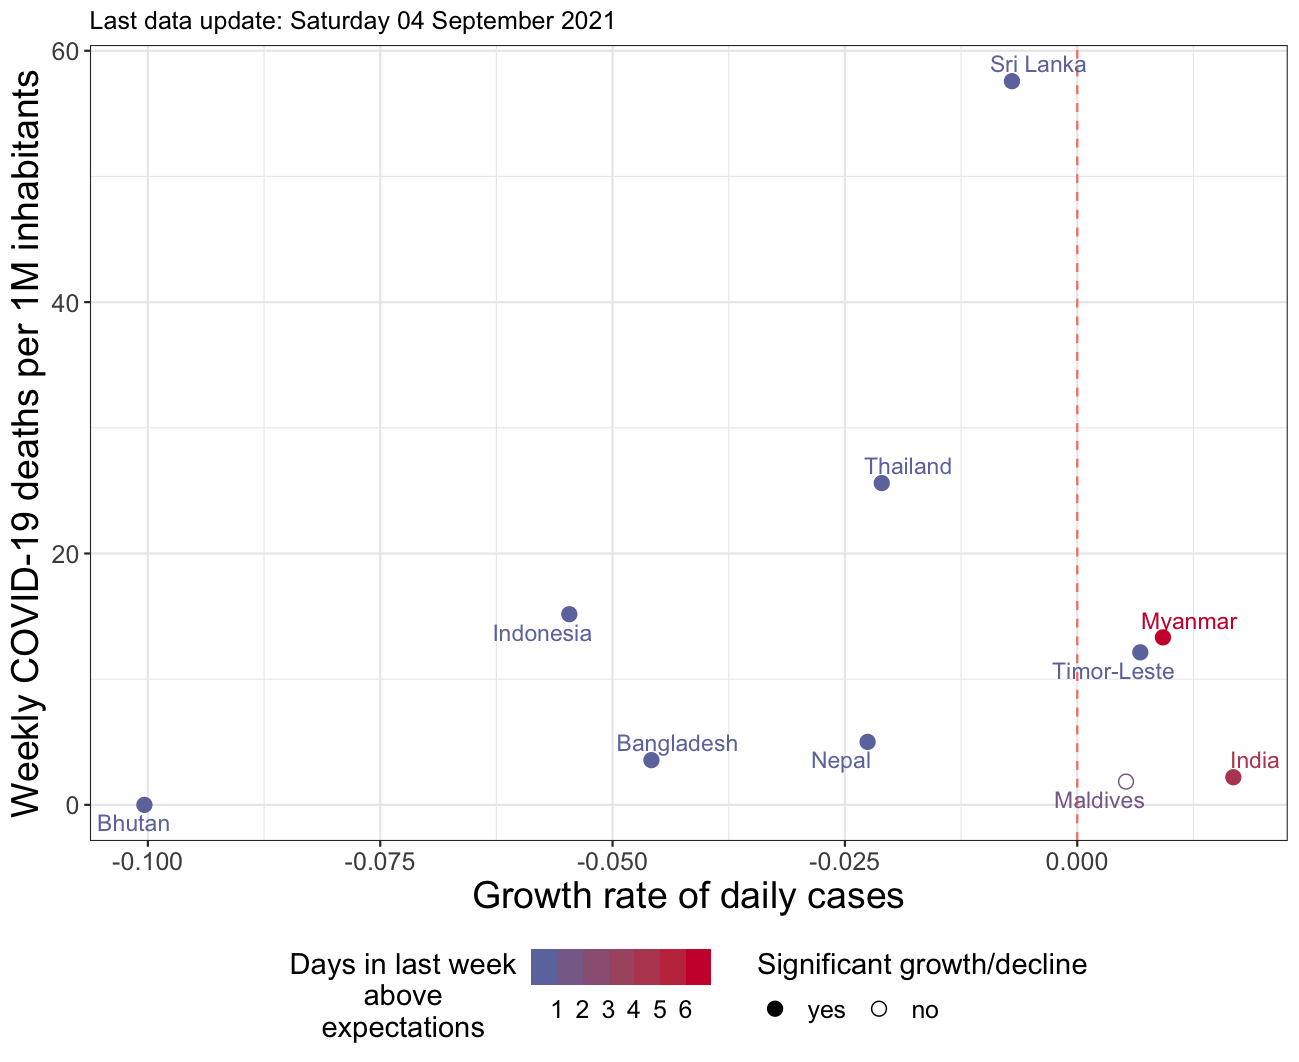 Last data update: Saturday 04 September 2021
Weekly COVID-19 deaths per 1M inhabitants
60
40
20
0
Sri Lanka
Thailand
Indonesia
Myanmar
Timor-Leste
Bangladesh
Nepal
India
Maldives
Bhutan
-0.100
-0.075
-0.050
-0.025
0.000
Growth rate of daily cases
Days in last week
above
expectations
1 2 3 4 5 6
Significant growth/decline
yes
no